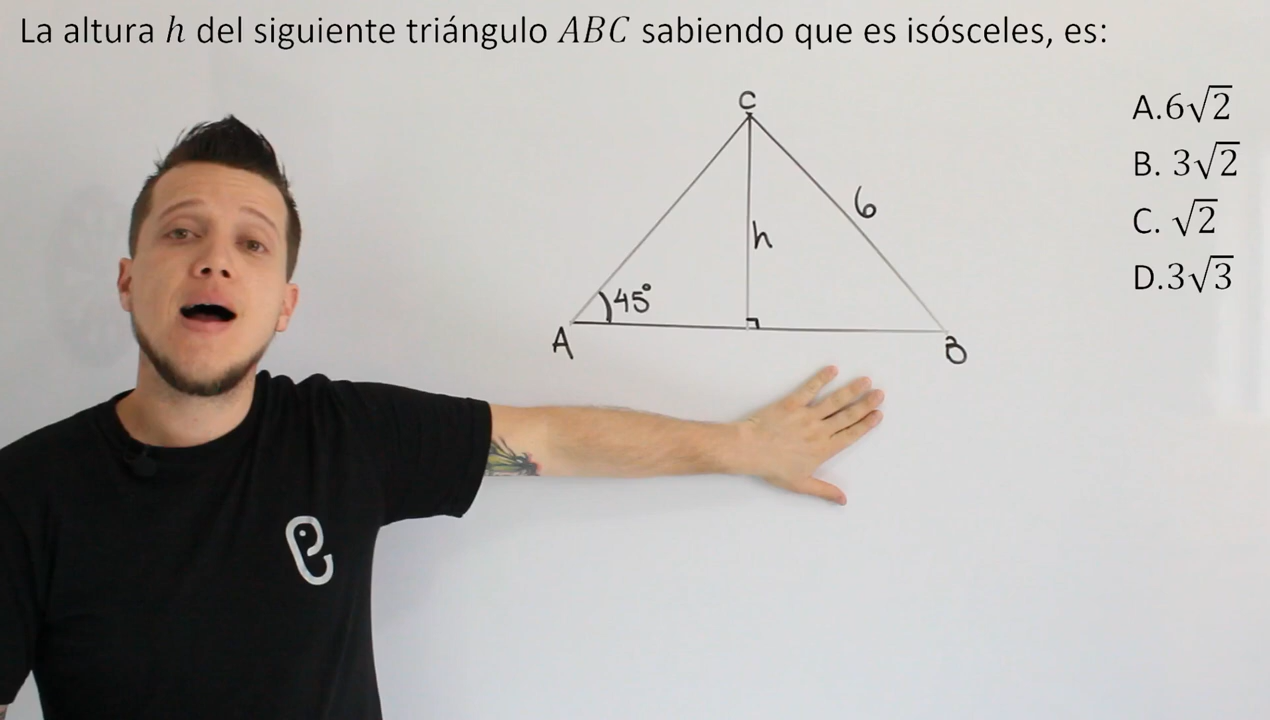 La altura h del siguiente triángulo ABC sabiendo que es isósceles, es:
A.6√2
B. 3√2
C. √2
D.3√3
C
6
h
45°
A
B